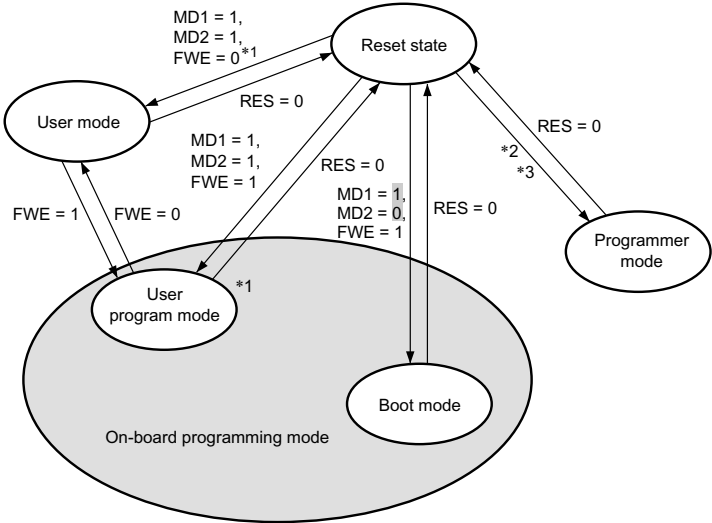 MD1 = 1,
MD2 = 1,
FWE = 0*1
Reset state
RES = 0
User mode
MD1 = 1,
MD2 = 1,
FWE = 1
RES = 0
RES = 0
*2
*3
MD1 = 1,
MD2 = 0,
FWE = 1
RES = 0
FWE = 1
FWE = 0
Programmer
mode
User
program mode
*1
Boot mode
On-board programming mode